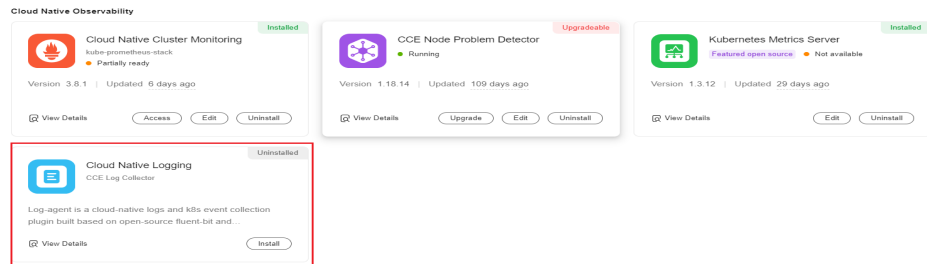 Cloud Native Observability
Installed
Cloud Native Cluster Monitoring
kube-prometheus-stack
Partially ready
Version 3.8.1 | Updated 6 days ago
View Details Access Edit Uninstall
Upgradeable
CCE Node Problem Detector
Running
Version 1.18.14 | Updated 109 days ago
View Details Upgrade Edit Uninstall
Installed
Kubernetes Metrics Server
Featured open source Not available
Version 1.3.12 | Updated 29 days ago
View Details Edit Uninstall
Uninstalled
Cloud Native Logging
CCE Log Collector
Log-agent is a cloud-native logs and k8s event collection
plugin built based on open-source fluent-bit and...
View Details Install